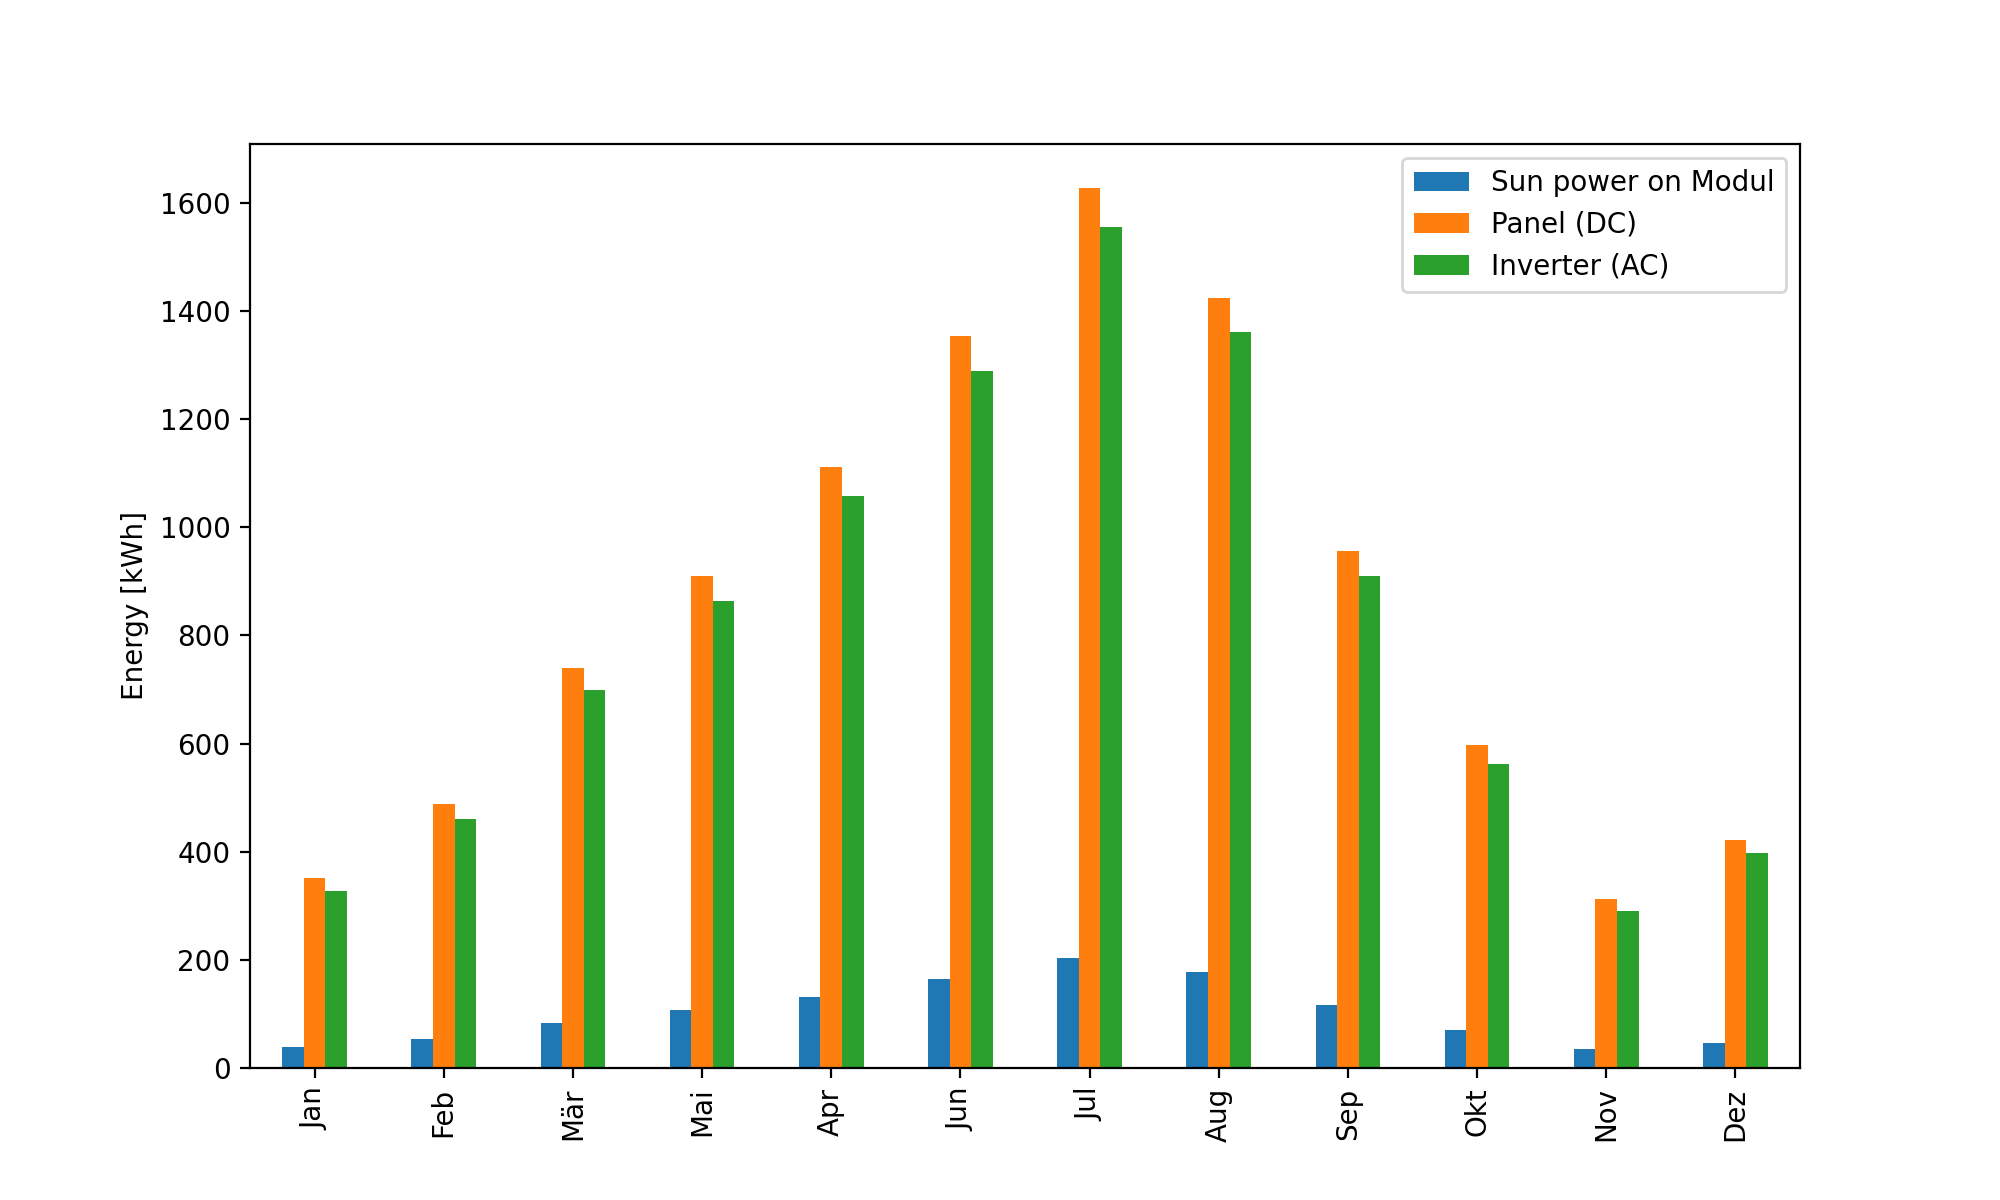 Sun power on Modul
Panel (DC)
Inverter (AC)
Energy [kWh]
1600
1400
1200
1000
800
600
400
200
0
Jan
Feb
Mär
Mai
Apr
Jun
Jul
Aug
Sep
Okt
Nov
Dez